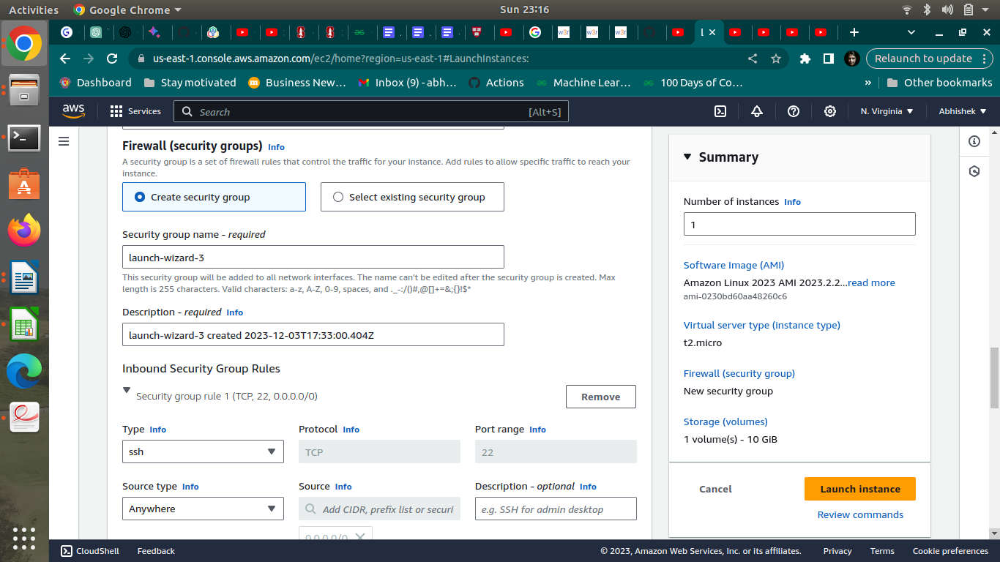 Activities Google Chrome Sun 23:16
us-east-1.console.aws.amazon.com/ec2/home?region=us-east-1#LaunchInstances: Relaunch to update
Dashboard Stay motivated Business New… Inbox (9) - abh… Actions Machine Lear… 100 Days of Co… » Other bookmarks
aws Services Search [Alt+S] N. Virginia Abhishek
Firewall (security groups) Info
A security group is a set of firewall rules that control the traffic for your instance. Add rules to allow specific traffic to reach your
instance.
Create security group
Select existing security group
Security group name - required
launch-wizard-3
This security group will be added to all network interfaces. The name can't be edited after the security group is created. Max
length is 255 characters. Valid characters: a-z, A-Z, 0-9, spaces, and ._-:/()#,@[]+=&;{}!$*
Description - required Info
launch-wizard-3 created 2023-12-03T17:33:00.404Z
Inbound Security Group Rules
Security group rule 1 (TCP, 22, 0.0.0.0/0)
Remove
Type Info Protocol Info Port range Info
ssh TCP 22
Source type Info Source Info Description - optional Info
Anywhere Add CIDR, prefix list or securi e.g. SSH for admin desktop
0.0.0.0/0
Summary
Number of instances Info
1
Software Image (AMI)
Amazon Linux 2023 AMI 2023.2.2...read more
ami-0230bd60aa48260c6
Virtual server type (instance type)
t2.micro
Firewall (security group)
New security group
Storage (volumes)
1 volume(s) - 10 GiB
Cancel Launch instance
Review commands
CloudShell Feedback © 2023, Amazon Web Services, Inc. or its affiliates. Privacy Terms Cookie preferences